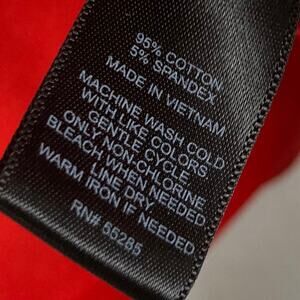 95% COTTON
5% SPANDEX
MADE IN VIETNAM
MACHINE WASH COLD
WITH LIKE COLORS
GENTLE CYCLE
ONLY NON-CHLORINE
BLEACH WHEN NEEDED
LINE DRY
WARM IRON IF NEEDED
RN# 55285